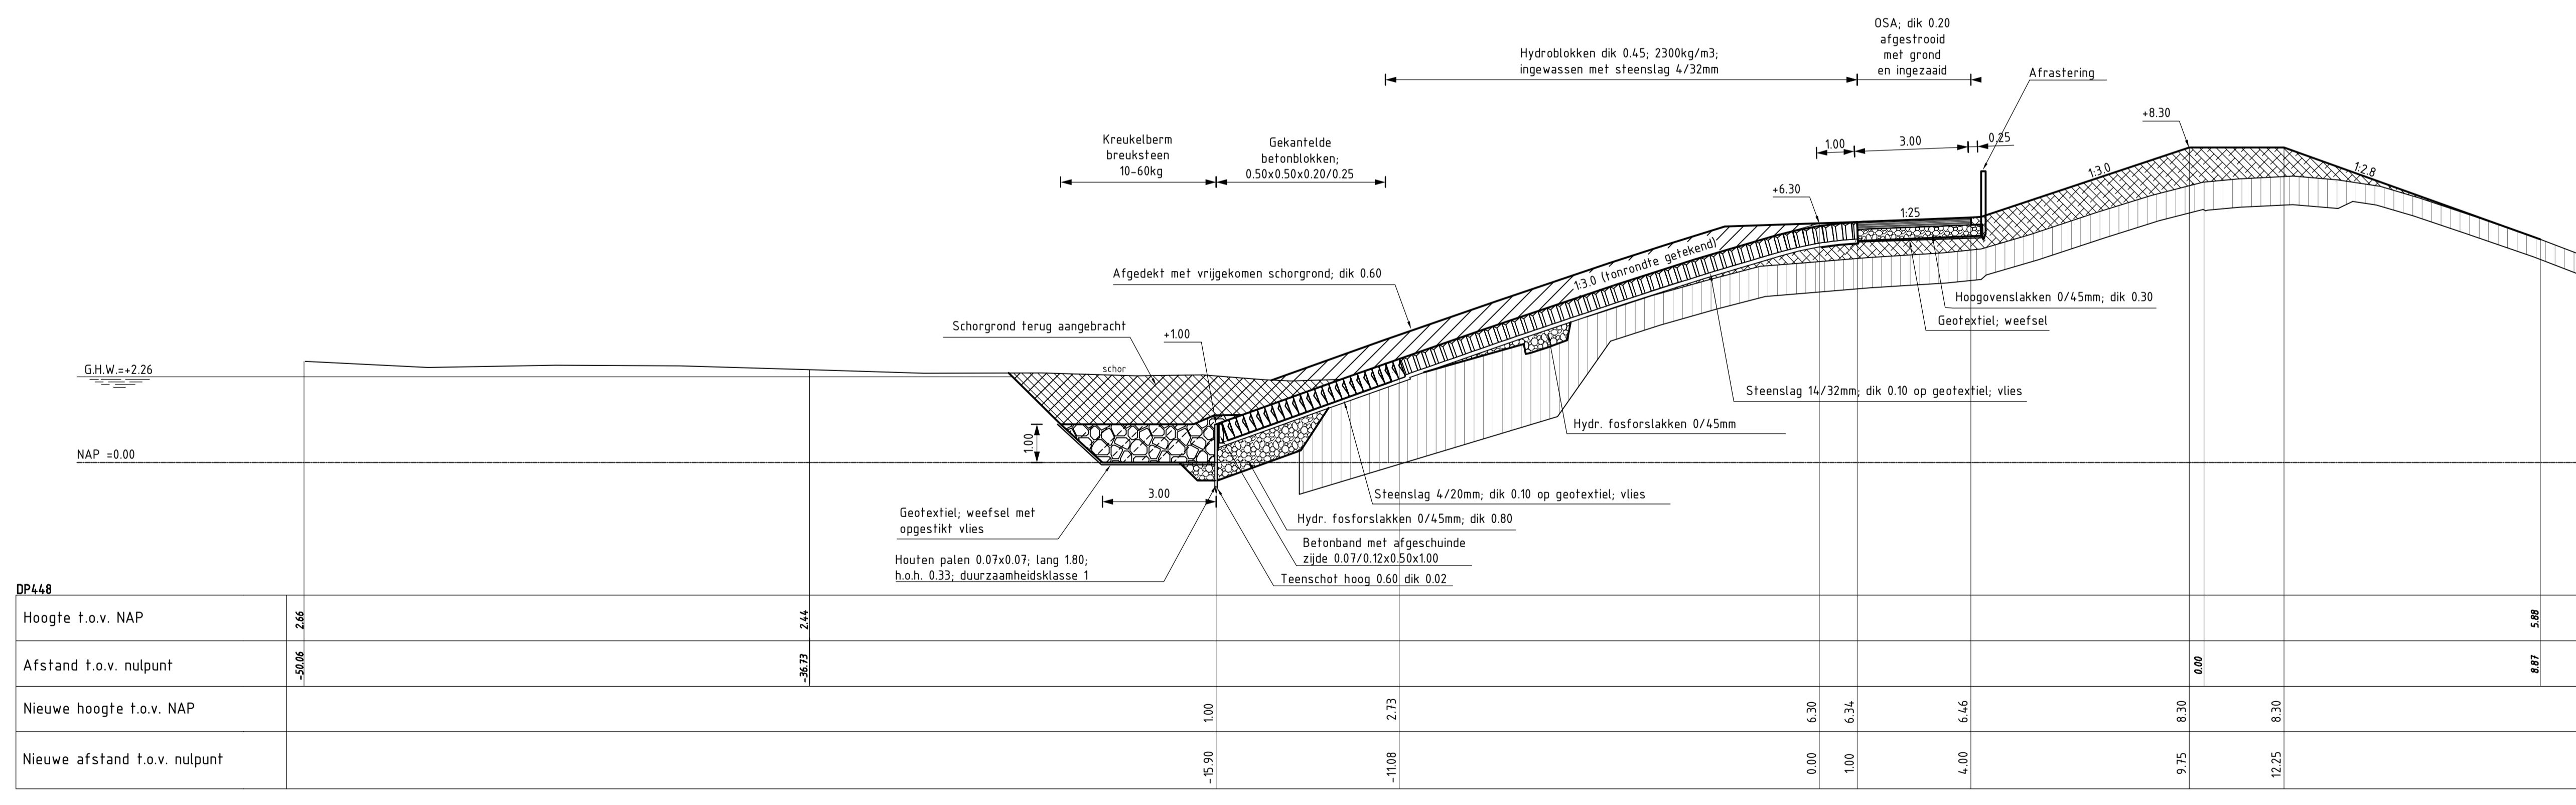 OSA; dik 0.20
afgestrooid
met grond
en ingezaaid
Hydroblokken dik 0.45; 2300kg/m3;
ingewassen met steenslag 4/32mm
Afrastering
+8.30
Kreukelberm
breuksteen
10-60kg
Gekantelde
betonblokken;
0.50x0.50x0.20/0.25
1.00
3.00
0.25
1:3.0
1:2.8
+6.30
1:25
1:3.0 (tonrondte getekend)
Afgedekt met vrijgekomen schorgrond; dik 0.60
Hoogovenslakken 0/45mm; dik 0.30
Geotextiel; weefsel
Schorgrond terug aangebracht
+1.00
G.H.W.=+2.26
schor
Steenslag 14/32mm; dik 0.10 op geotextiel; vlies
Hydr. fosforslakken 0/45mm
1.00
NAP =0.00
3.00
Steenslag 4/20mm; dik 0.10 op geotextiel; vlies
Geotextiel; weefsel met
opgestikt vlies
Hydr. fosforslakken 0/45mm; dik 0.80
Betonband met afgeschuinde
zijde 0.07/0.12x0.50x1.00
Houten palen 0.07x0.07; lang 1.80;
h.o.h. 0.33; duurzaamheidsklasse 1
Teenschot hoog 0.60 dik 0.02
DP448
Hoogte t.o.v. NAP 2.66 2.44 5.88
Afstand t.o.v. nulpunt -50.06 -36.73 0.00 8.87
Nieuwe hoogte t.o.v. NAP 1.00 2.73 6.30 6.34 6.46 8.30 8.30
Nieuwe afstand t.o.v. nulpunt -15.90 -11.08 0.00 1.00 4.00 9.75 12.25